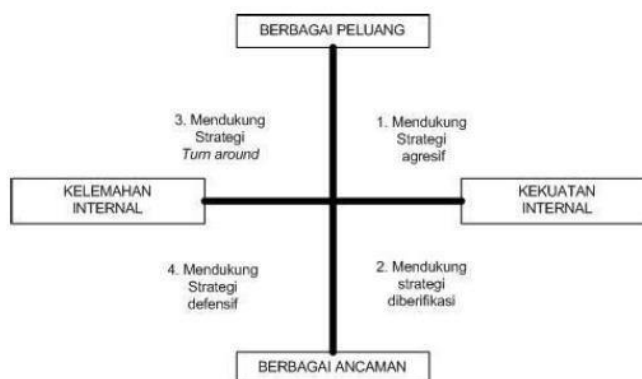 BERBAGAI PELUANG
3. Mendukung
Strategi
Turn around
1. Mendukung
Strategi
agresif
KELEMAHAN
INTERNAL
KEKUATAN
INTERNAL
4. Mendukung
Strategi
defensif
2. Mendukung
strategi
diberifikasi
BERBAGAI ANCAMAN